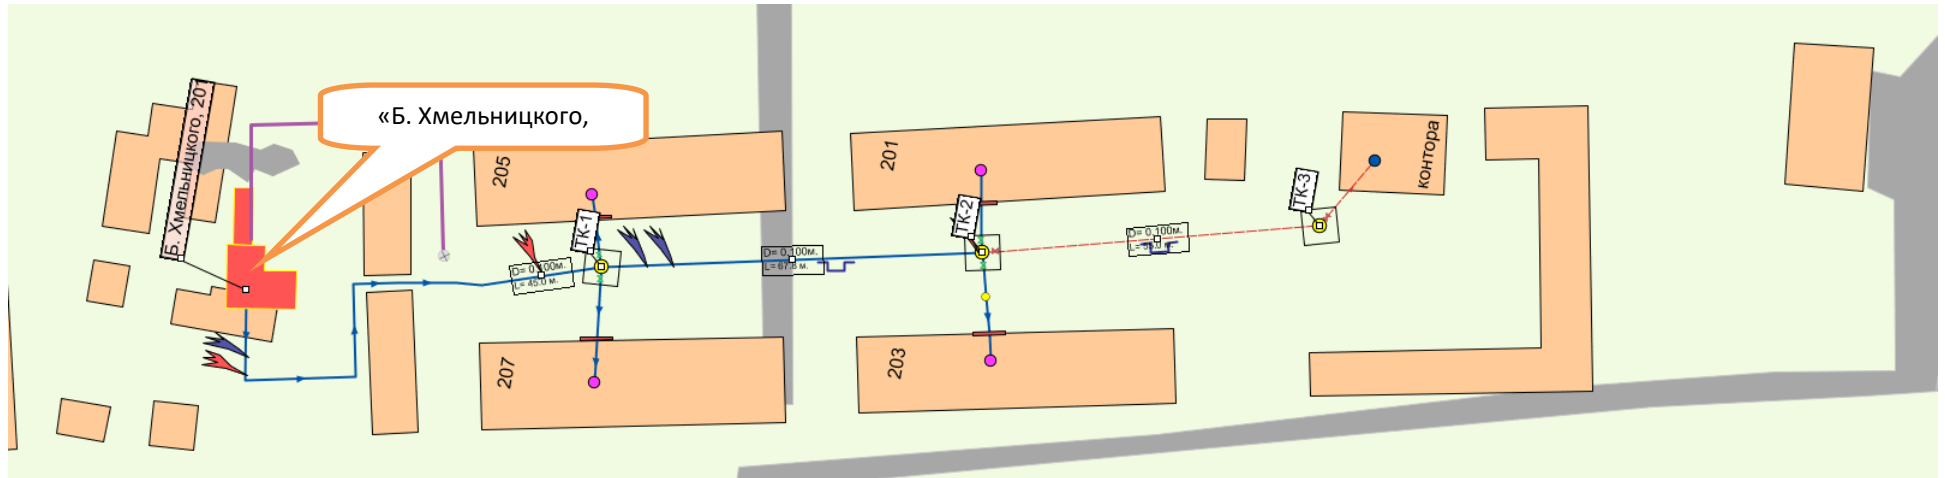 Б. Хмельницкого, 201
«Б. Хмельницкого,
205
ТК-1
D= 0,100м.
L= 45.0 м.
207
D= 0,100м.
L= 67.8 м.
201
ТК-2
203
D= 0,100м.
ТК-3
контора